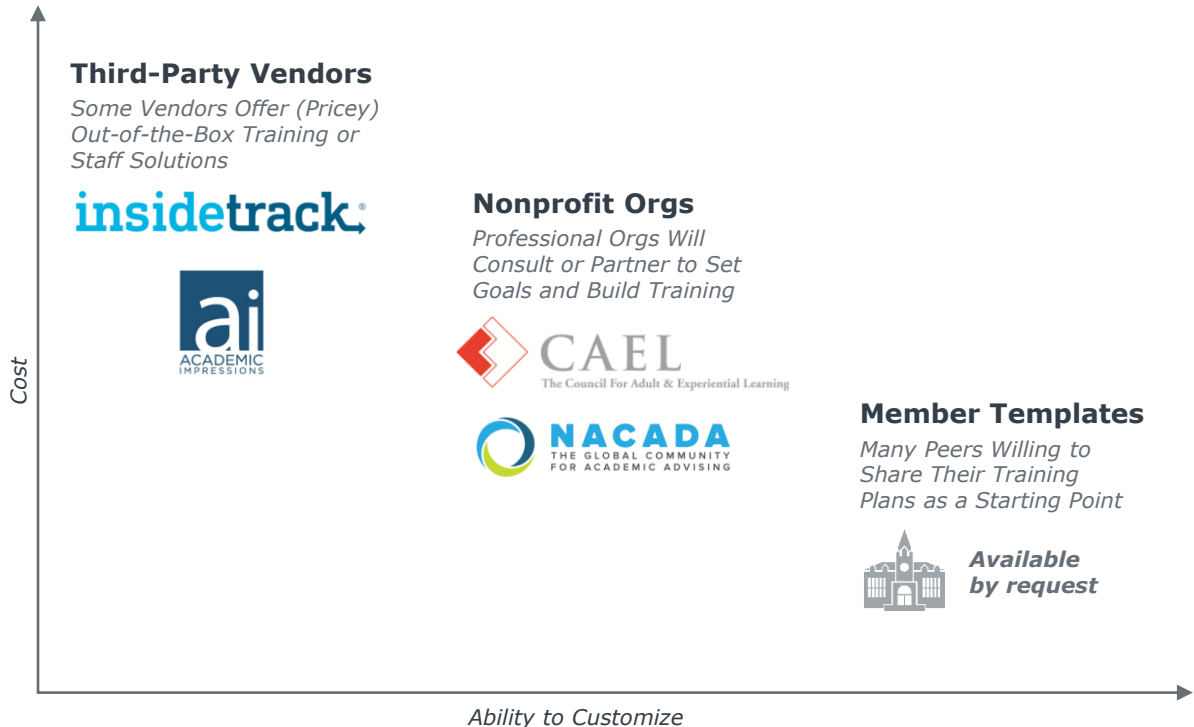 Third-Party Vendors
Some Vendors Offer (Pricey)
Out-of-the-Box Training or
Staff Solutions
insidetrack®
ai
ACADEMIC
IMPRESSIONS
Nonprofit Orgs
Professional Orgs Will
Consult or Partner to Set
Goals and Build Training
CAEL
The Council For Adult & Experiential Learning
NACADA
THE GLOBAL COMMUNITY
FOR ACADEMIC ADVISING
Member Templates
Many Peers Willing to
Share Their Training
Plans as a Starting Point
Available
by request
Cost
Ability to Customize